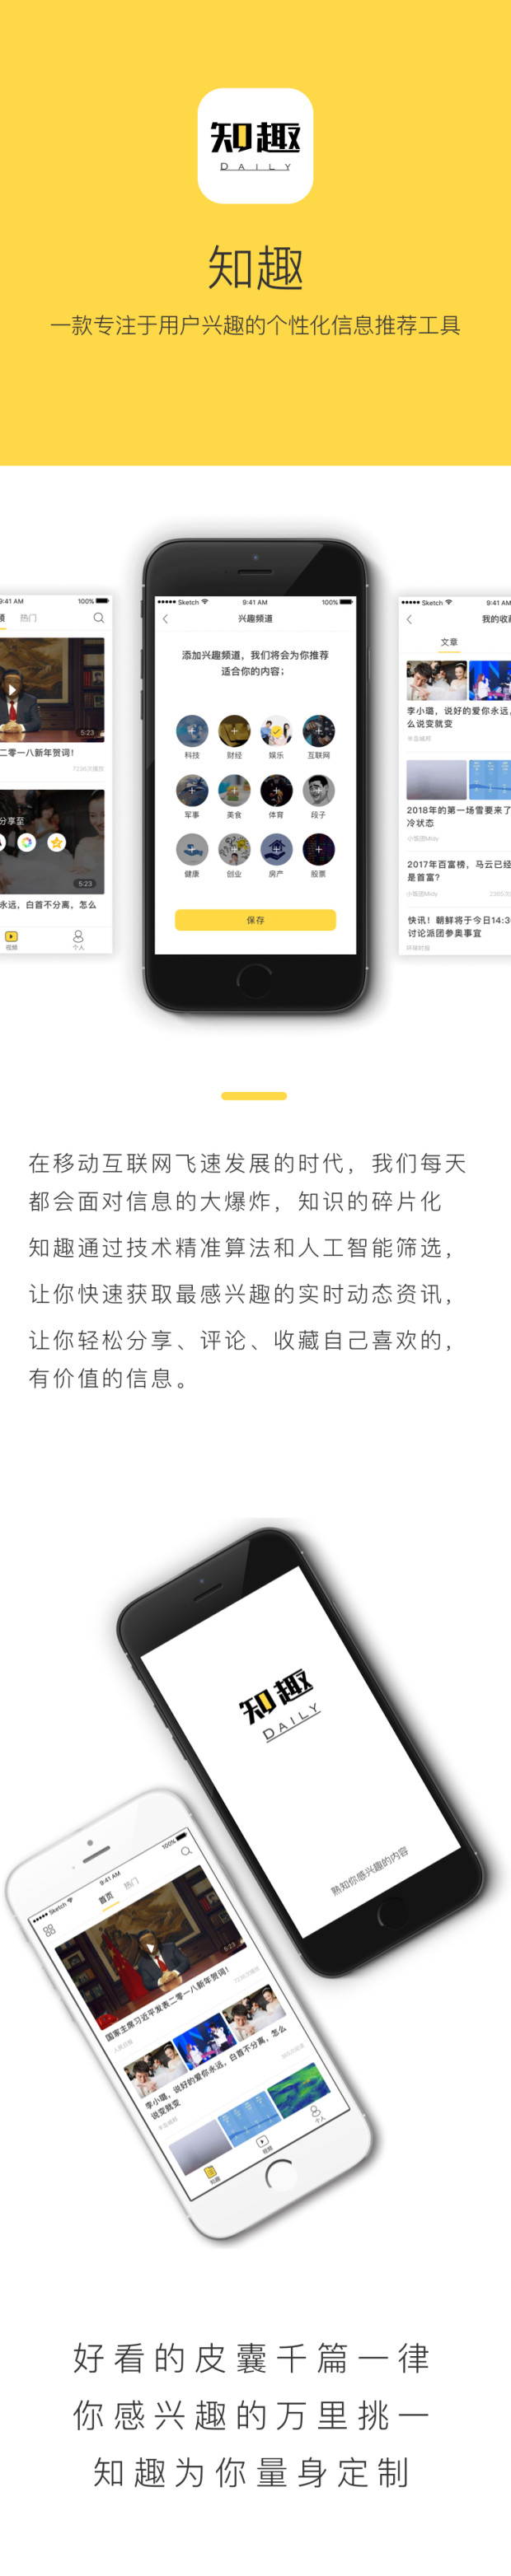 知趣
DAILY
知趣
一款专注于用户兴趣的个性化信息推荐工具
9:41 AM
100%
热门
5:23
二零一八新年贺词!
7236次播放
分享至
5:23
永远，白首不分离，怎么
视频
个人
Sketch
9:41 AM
100%
兴趣频道
添加兴趣频道，我们将会为你推荐
适合你的内容;
科技
财经
娱乐
互联网
军事
美食
体育
段子
健康
创业
房产
股票
保存
Sketch
9:41 AM
我的收藏
文章
李小璐，说好的爱你永远，
么说变就变
2018年的第一场雪要来了
冷状态
小饭团Midy
2017年百富榜，马云已经
是首富?
小饭团Midy
快讯！朝鲜将于今日14:3
讨论派团参奥事宜
环球时报
在移动互联网飞速发展的时代，我们每天
都会面对信息的大爆炸，知识的碎片化
知趣通过技术精准算法和人工智能筛选，
让你快速获取最感兴趣的实时动态资讯，
让你轻松分享、评论、收藏自己喜欢的，
有价值的信息。
知趣
DAILY
熟知你感兴趣的内容
Sketch
9:41 AM
100%
首页
热门
5:23
国家主席习近平发表二零一八新年贺词!
人民日报
7236次播放
李小璐，说好的爱你永远，白首不分离，怎么
说变就变
知趣
视频
个人
好看的皮囊千篇一律
你感兴趣的万里挑一
知趣为你量身定制